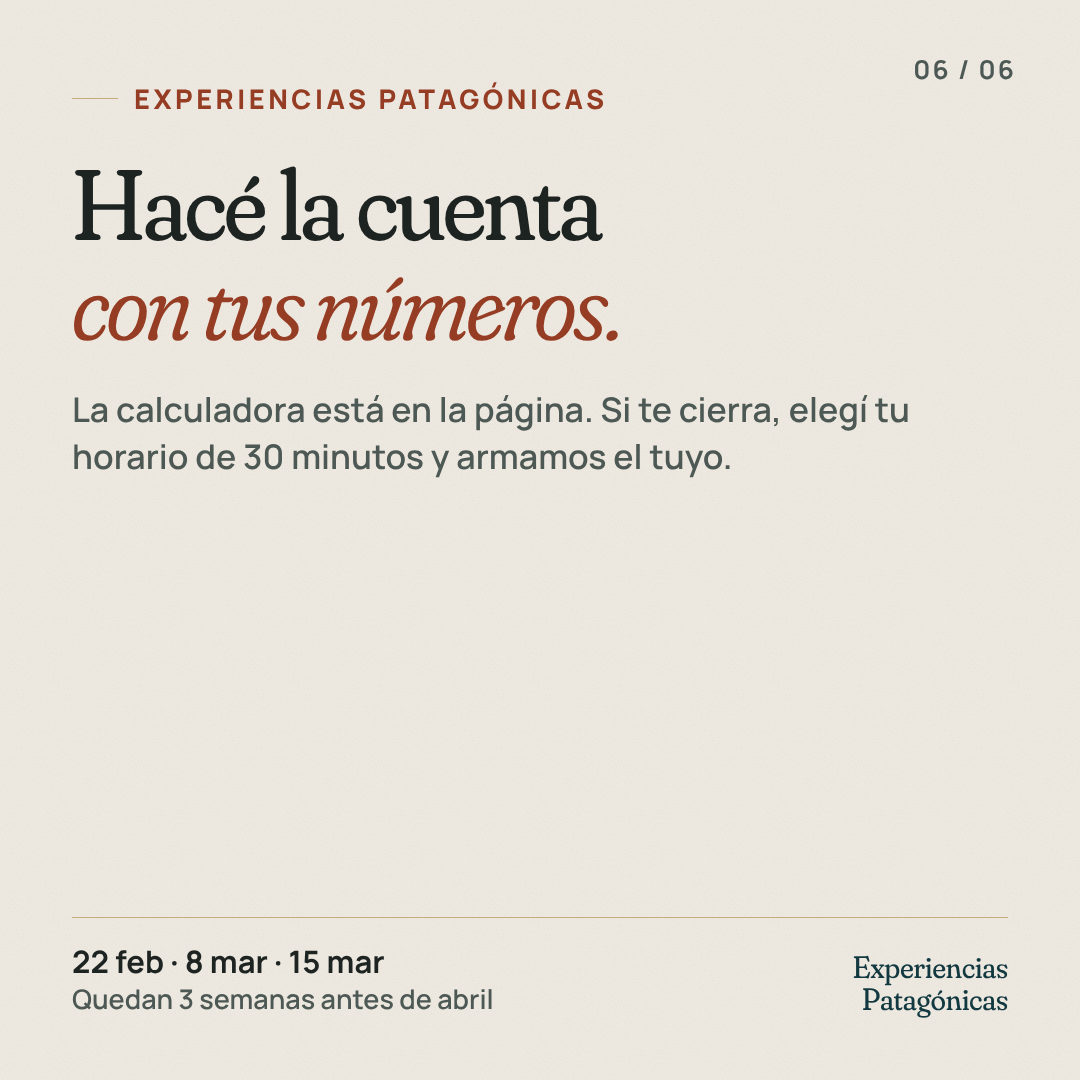 06 / 06
EXPERIENCIAS PATAGÓNICAS
Hacé la cuenta
con tus números.
La calculadora está en la página. Si te cierra, elegí tu
horario de 30 minutos y armamos el tuyo.
22 feb · 8 mar · 15 mar
Quedan 3 semanas antes de abril
Experiencias
Patagónicas